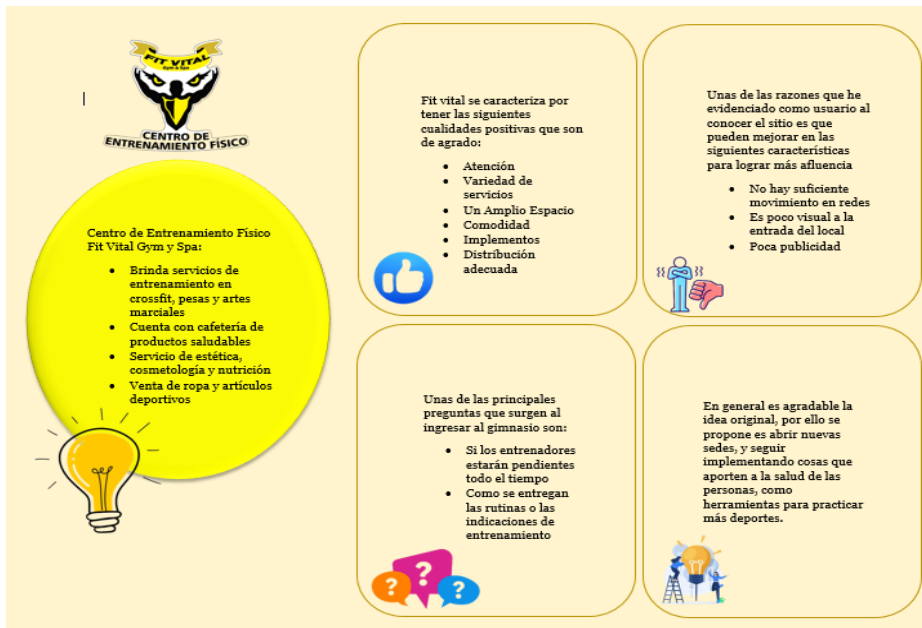 FIT VITAL
Gym & Spa
CENTRO DE
ENTRENAMIENTO FÍSICO
Centro de Entrenamiento Físico
Fit Vital Gym y Spa:
• Brinda servicios de
entrenamiento en
crossfit, pesas y artes
marciales
• Cuenta con cafetería de
productos saludables
• Servicio de estética,
cosmetología y nutrición
• Venta de ropa y artículos
deportivos
Fit vital se caracteriza por
tener las siguientes
cualidades positivas que son
de agrado:
• Atención
• Variedad de
servicios
• Un Amplio Espacio
• Comodidad
• Implementos
• Distribución
adecuada
Unas de las razones que he
evidenciado como usuario al
conocer el sitio es que
pueden mejorar en las
siguientes características
para lograr más afluencia
• No hay suficiente
movimiento en redes
• Es poco visual a la
entrada del local
• Poca publicidad
Unas de las principales
preguntas que surgen al
ingresar al gimnasio son:
• Si los entrenadores
estarán pendientes
todo el tiempo
• Como se entregan
las rutinas o las
indicaciones de
entrenamiento
? ? ?
En general es agradable la
idea original, por ello se
propone es abrir nuevas
sedes, y seguir
implementando cosas que
aporten a la salud de las
personas, como
herramientas para practicar
más deportes.